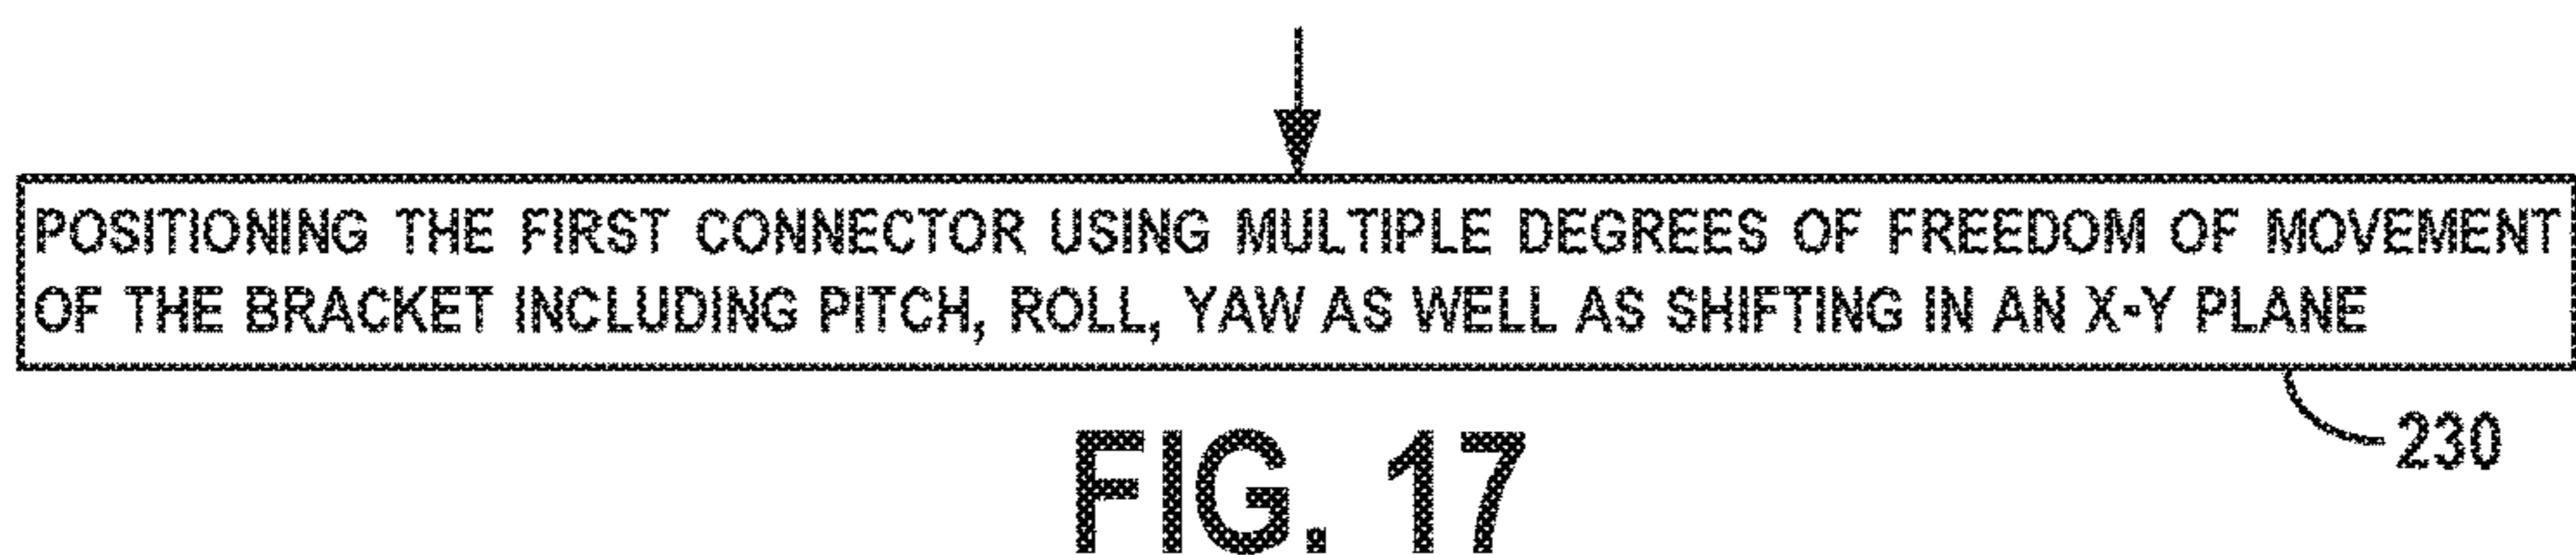 POSITIONING THE FIRST CONNECTOR USING MULTIPLE DEGREES OF FREEDOM OF MOVEMENT
OF THE BRACKET INCLUDING PITCH, ROLL, YAW AS WELL AS SHIFTING IN AN X-Y PLANE
230
FIG. 17